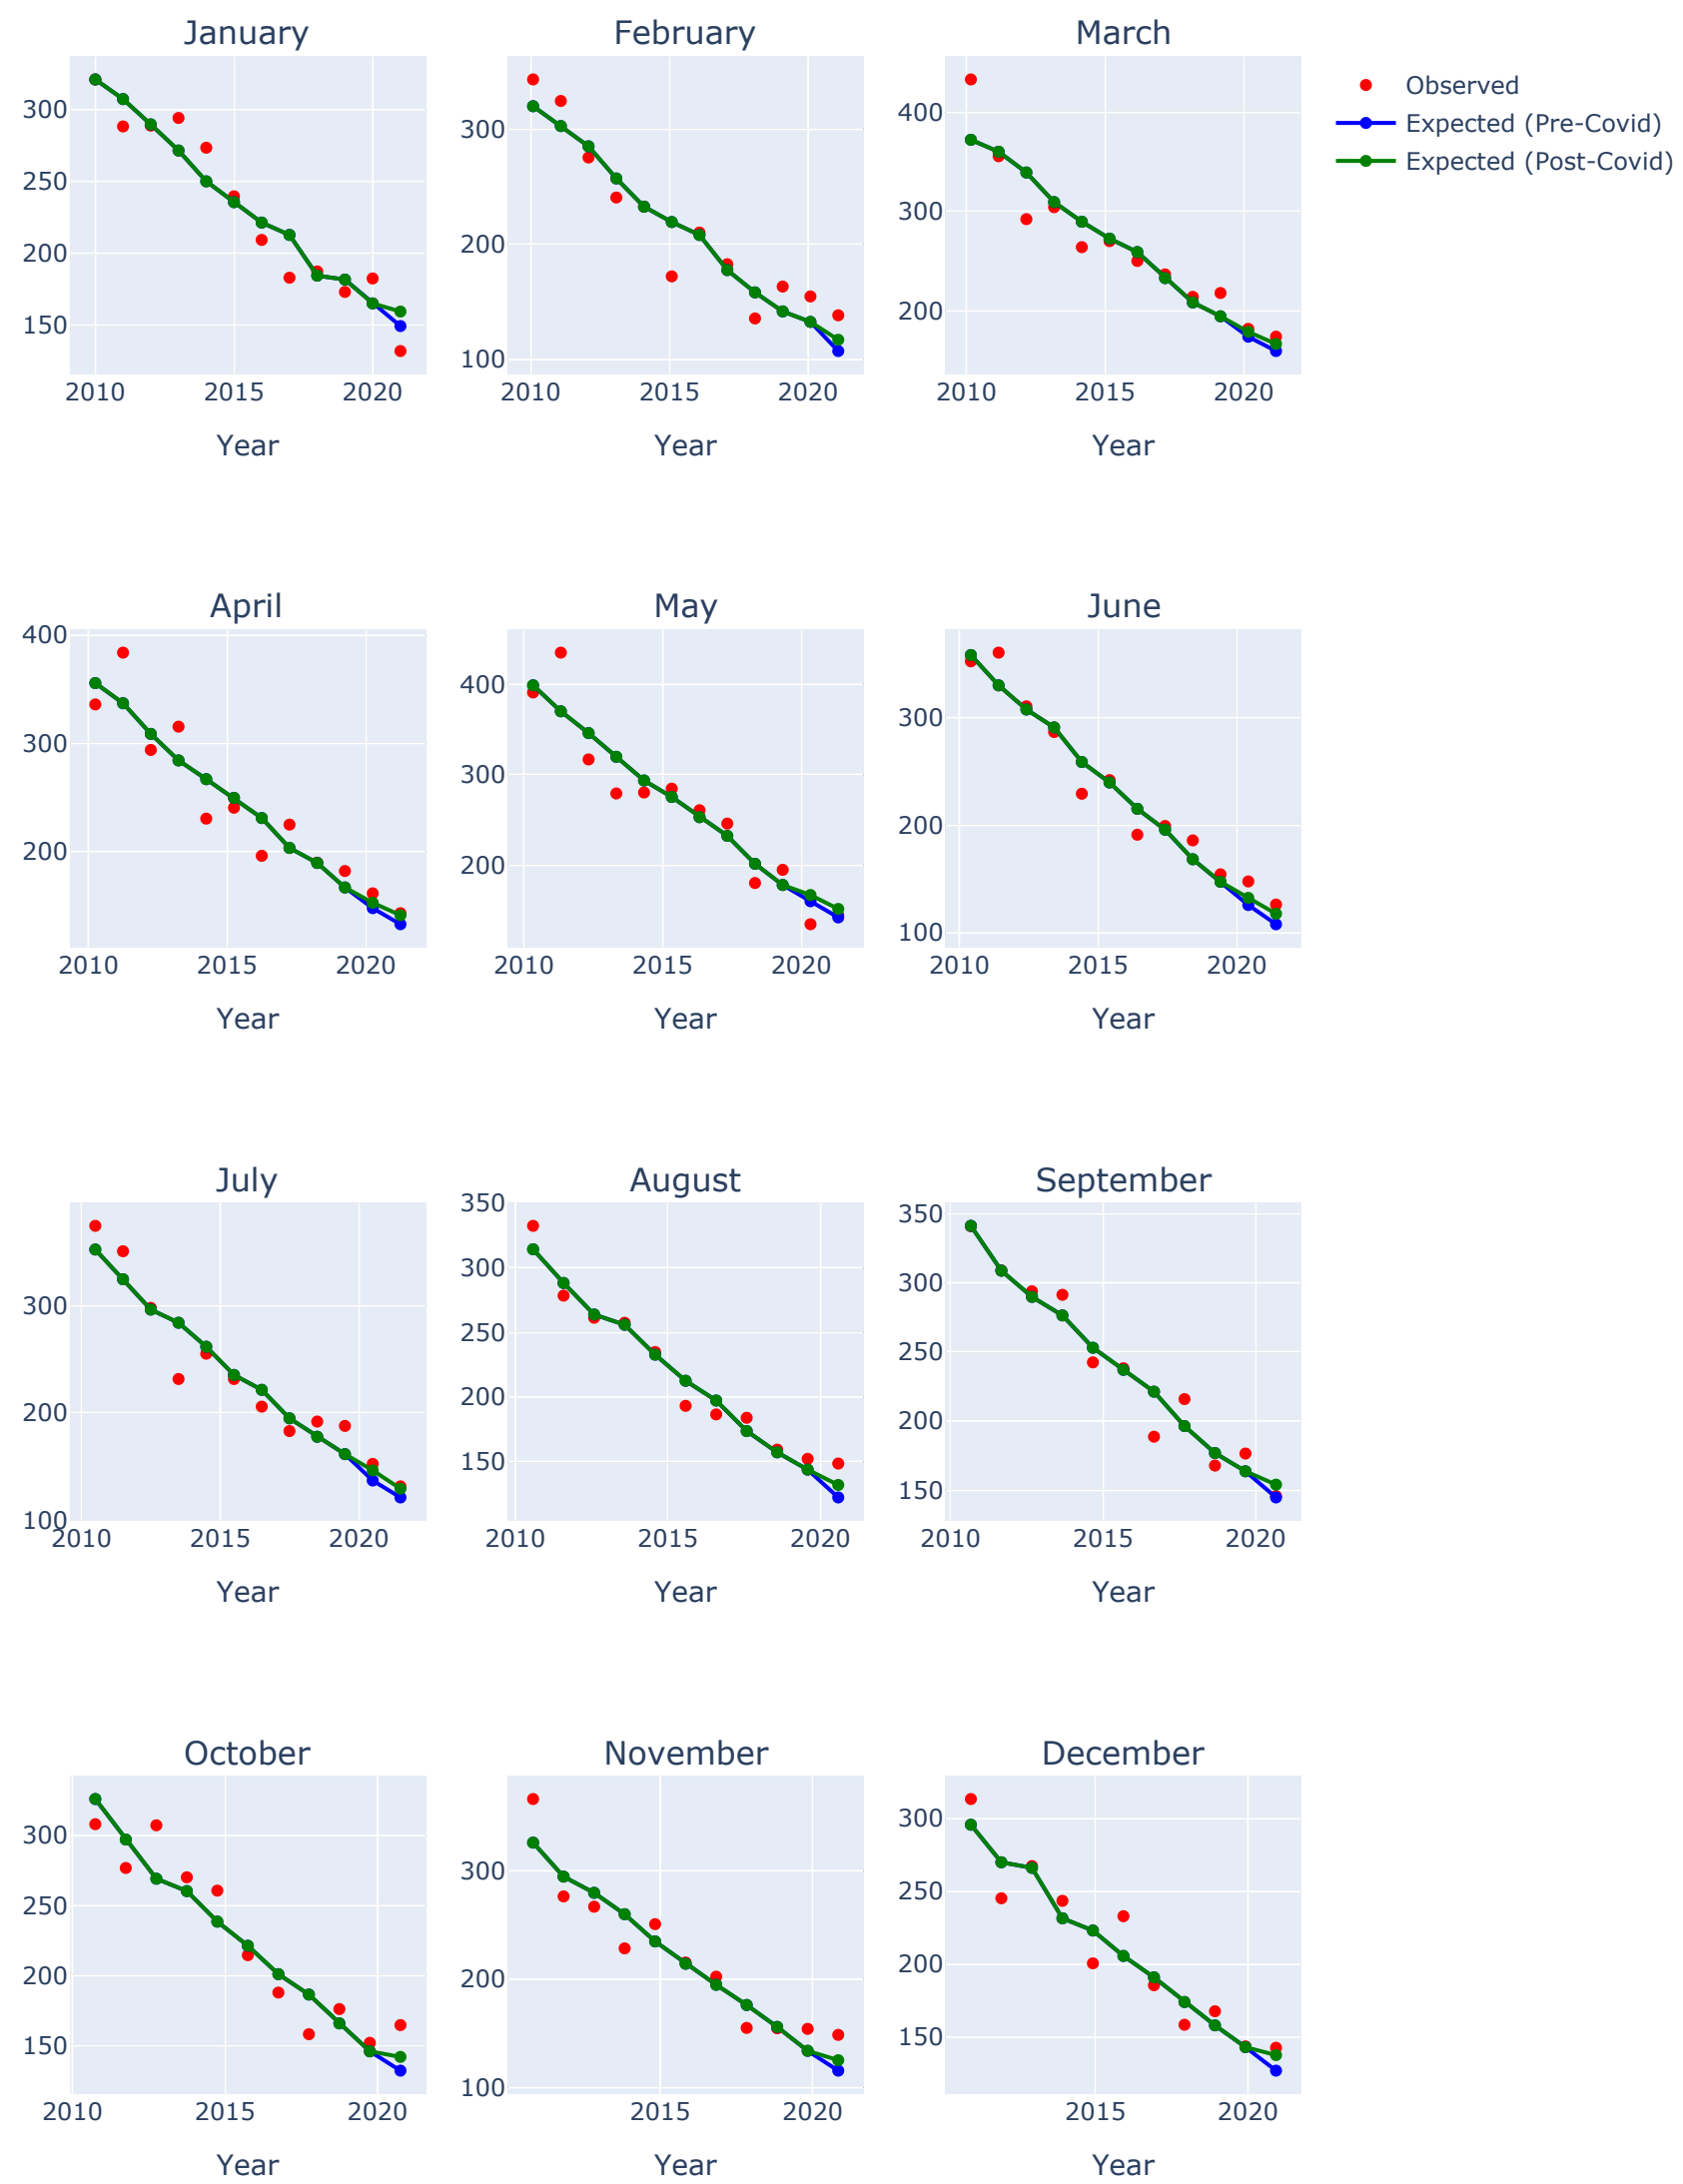 January February March
Observed
Expected (Pre-Covid)
Expected (Post-Covid)
300
250
200
150
2010 2015 2020
Year
300
200
100
2010 2015 2020
Year
400
300
200
2010 2015 2020
Year
April May June
400
300
200
2010 2015 2020
Year
400
300
200
2010 2015 2020
Year
300
200
100
2010 2015 2020
Year
July August September
300
200
100
2010 2015 2020
Year
350
300
250
200
150
2010 2015 2020
Year
350
300
250
200
150
2010 2015 2020
Year
October November December
300
250
200
150
2010 2015 2020
Year
300
200
100
2015 2020
Year
300
250
200
150
2015 2020
Year